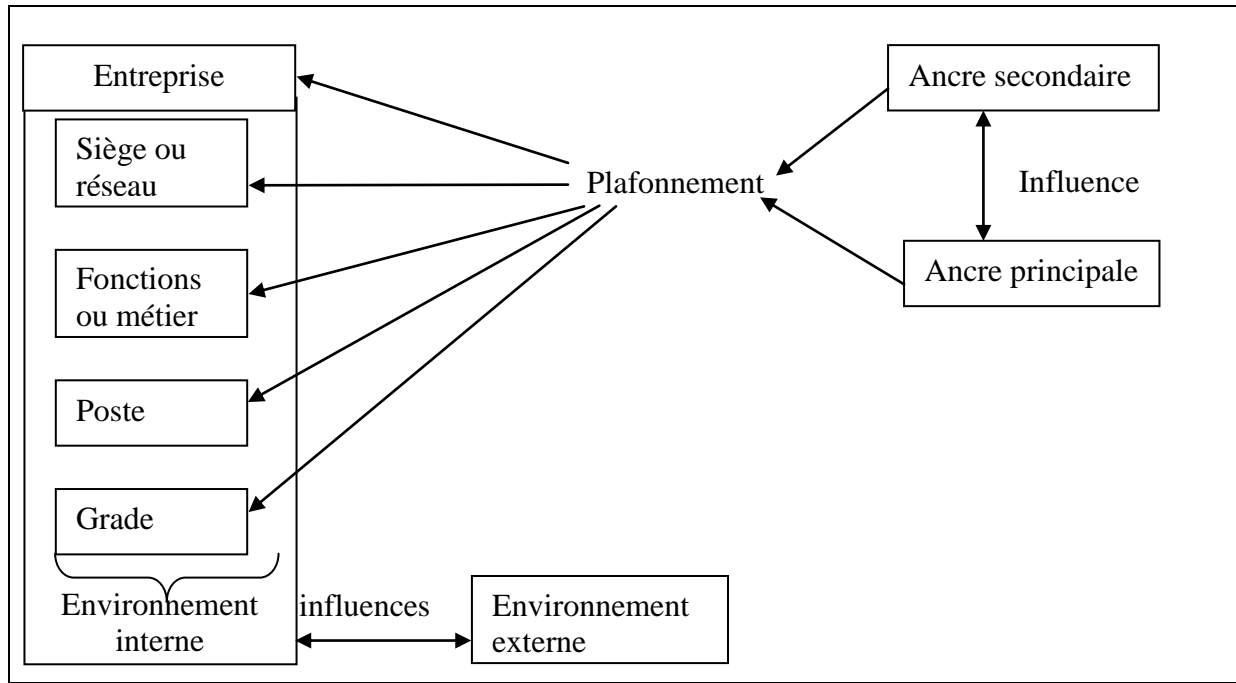 Entreprise
Ancre secondaire
Siège ou
réseau
Plafonnement
Influence
Fonctions
ou métier
Ancre principale
Poste
Grade
Environnement
interne
influences
Environnement
externe